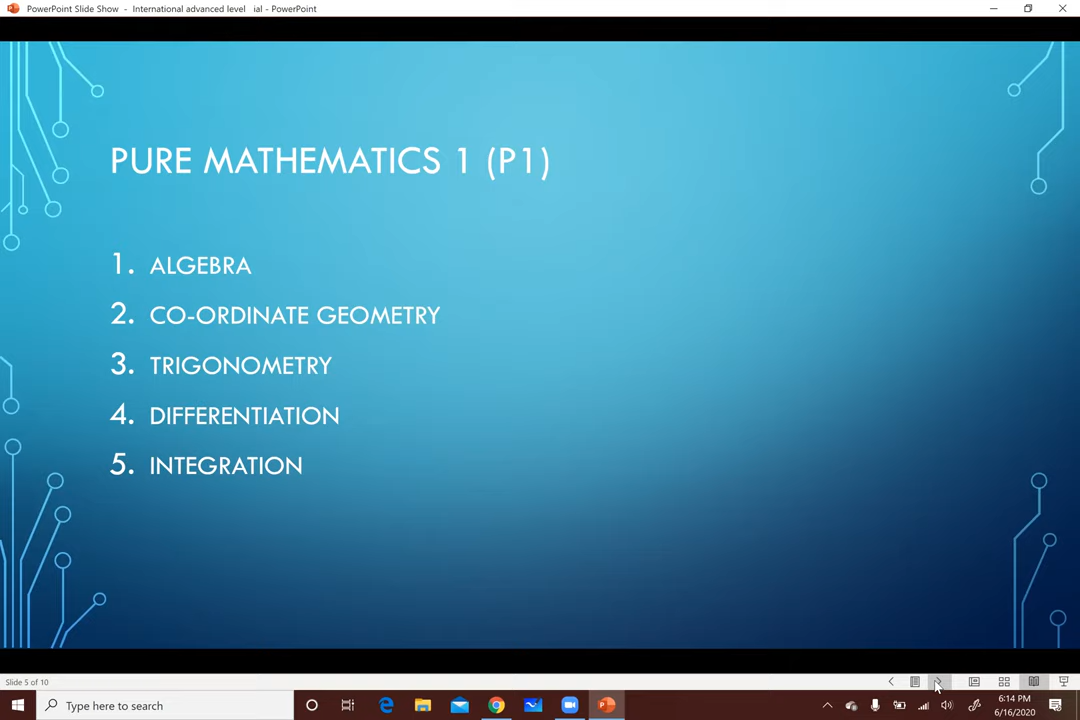 PowerPoint Slide Show - International advanced level ial - PowerPoint
PURE MATHEMATICS 1 (P1)
1. ALGEBRA
2. CO-ORDINATE GEOMETRY
3. TRIGONOMETRY
4. DIFFERENTIATION
5. INTEGRATION
Slide 5 of 10
Type here to search
6:14 PM
6/16/2020